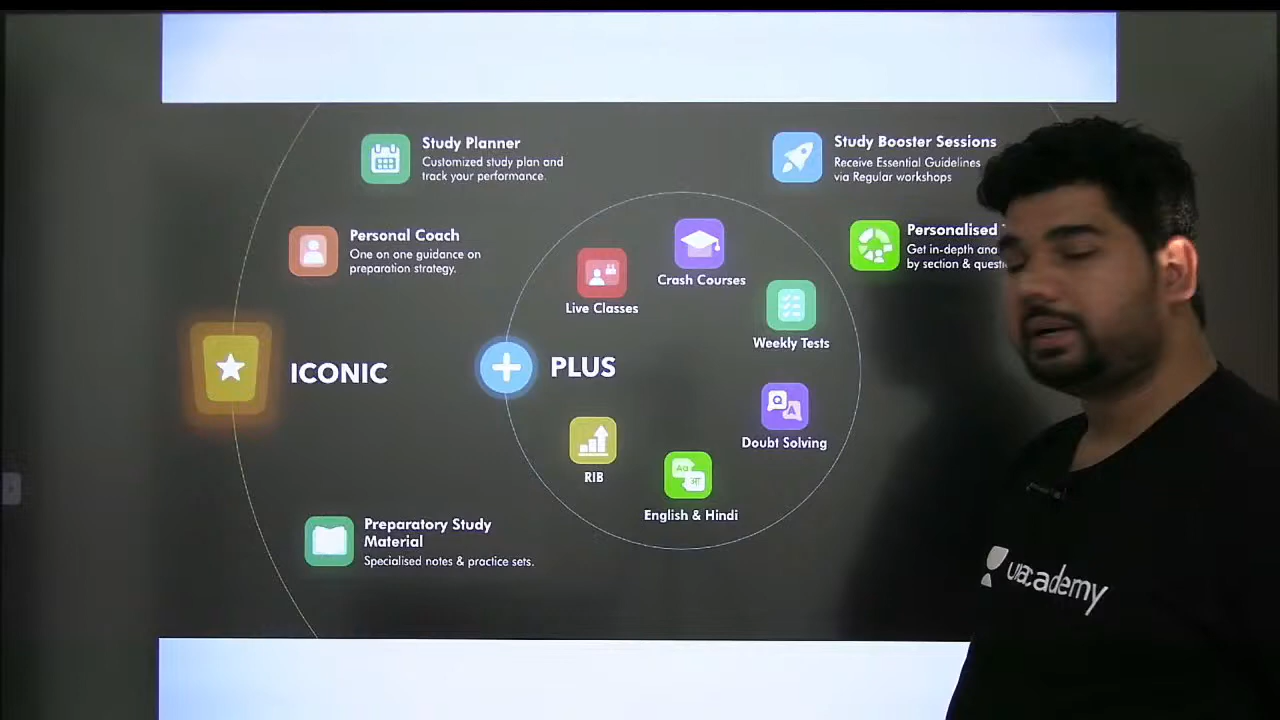 Study Planner
Customized study plan and
track your performance.
Study Booster Sessions
Receive Essential Guidelines
via Regular workshops
Personal Coach
One on one guidance on
preparation strategy.
Personalised
Get in-depth
by section &
Crash Courses
Live Classes
Weekly Tests
ICONIC
PLUS
Q
A
Doubt Solving
RIB
Aa
अ
English & Hindi
Preparatory Study
Material
Specialised notes & practice sets.
unacademy